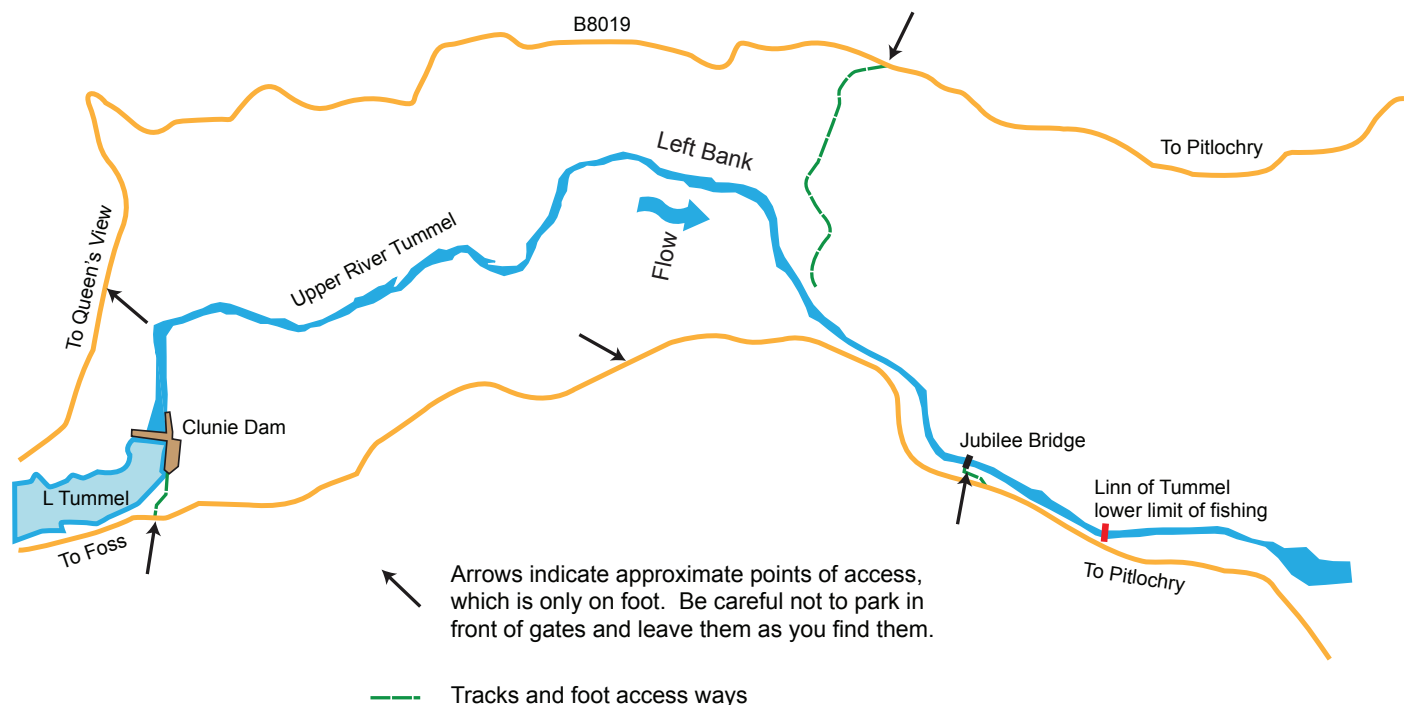 B8019
To Pitlochry
Left Bank
Flow
Upper River Tummel
To Queen's View
Clunie Dam
L Tummel
To Foss
Jubilee Bridge
Linn of Tummel
lower limit of fishing
To Pitlochry
Arrows indicate approximate points of access,
which is only on foot. Be careful not to park in
front of gates and leave them as you find them.
Tracks and foot access ways